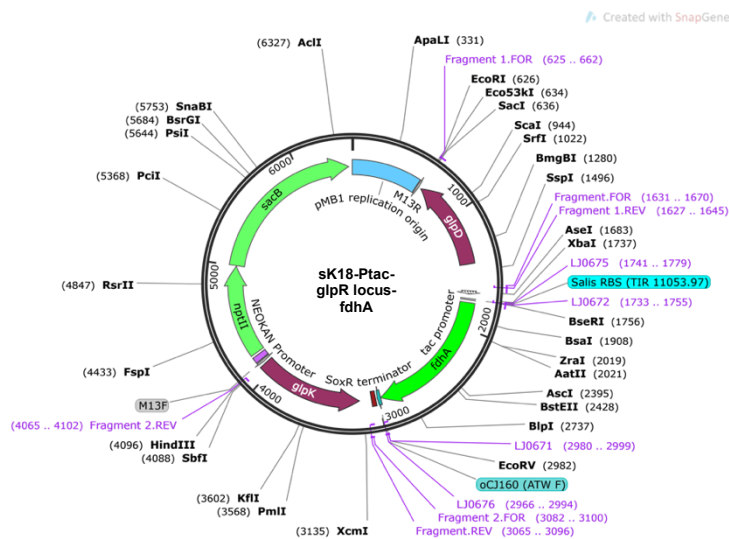 Created with SnapGene
(6327) AclI
ApaLI (331)
Fragment 1.FOR (625 .. 662)
EcoRI (626)
Eco53kI (634)
SacI (636)
ScaI (944)
SrfI (1022)
BmgBI (1280)
SspI (1496)
Fragment.FOR (1631 .. 1670)
Fragment 1.REV (1627 .. 1645)
AseI (1683)
XbaI (1737)
LJ0675 (1741 .. 1779)
Salis RBS (TIR 11053.97)
LJ0672 (1733 .. 1755)
BseRI (1756)
BsaI (1908)
ZraI (2019)
AatII (2021)
AscI (2395)
BstEII (2428)
BlpI (2737)
LJ0671 (2980 .. 2999)
EcoRV (2982)
oCJ160 (ATW F)
LJ0676 (2966 .. 2994)
Fragment 2.FOR (3082 .. 3100)
Fragment.REV (3065 .. 3096)
(3135) XcmI
(3568) PmlI
(3602) KflI
(4088) SbfI
(4096) HindIII
(4065 .. 4102) Fragment 2.REV
M13F
(4433) FspI
(4847) RsrII
(5368) PciI
(5644) PsiI
(5684) BsrGI
(5753) SnaBI
1000
2000
3000
4000
5000
6000
pMB1 replication origin
M13R
glpD
tac promoter
fdhA
SoxR terminator
glpK
NEOKAN Promoter
nptII
sacB
sK18-Ptac-
glpR locus-
fdhA